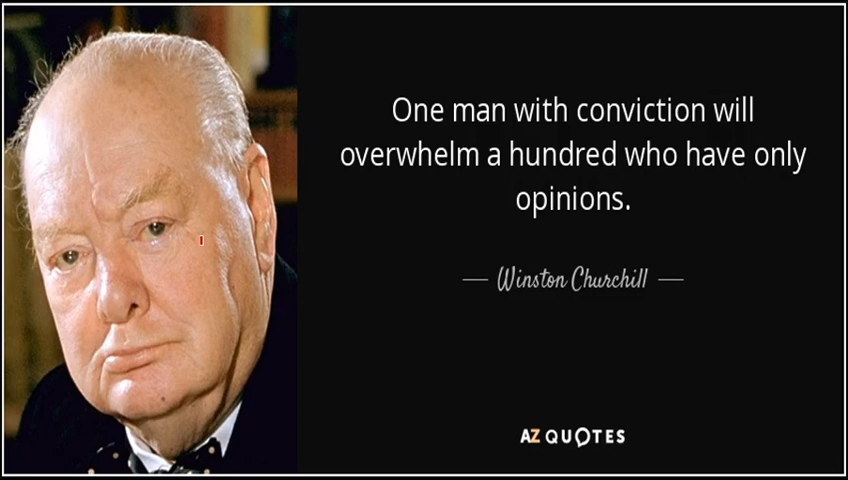 One man with conviction will
overwhelm a hundred who have only
opinions.
— Winston Churchill —
AZ QUOTES